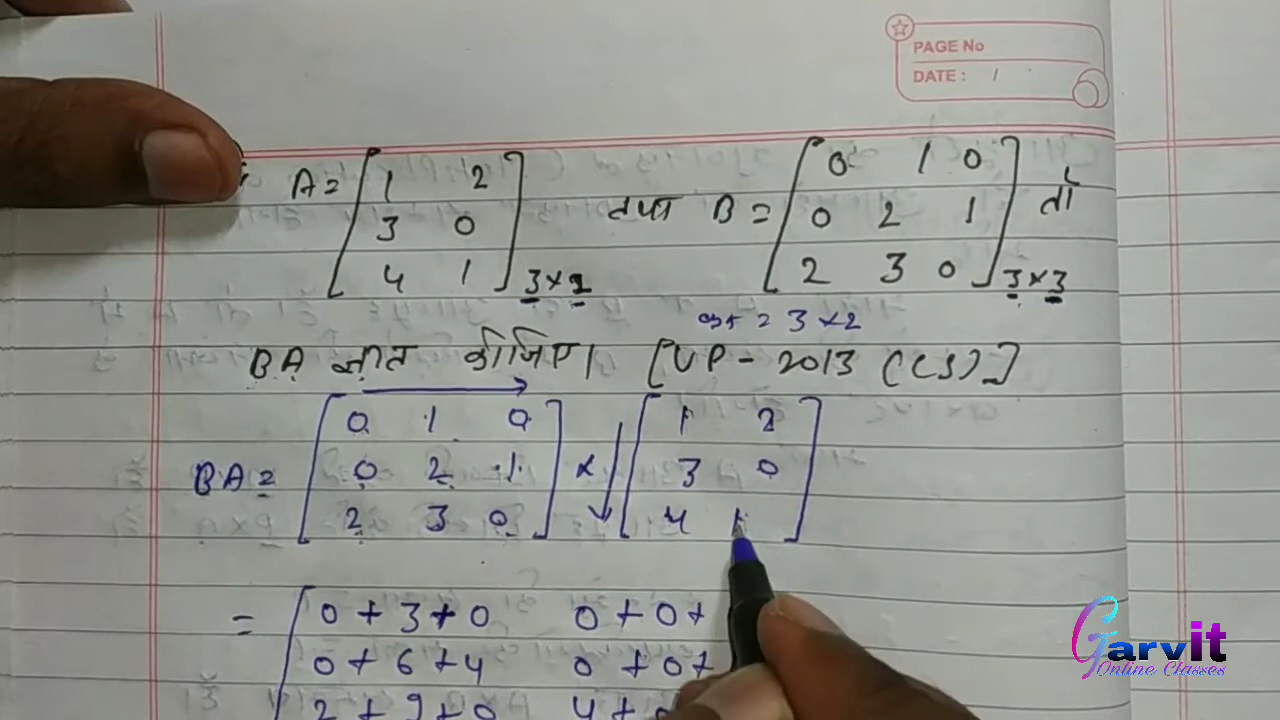 PAGE No
DATE : /
A = [1 2
3 0
4 1] 3×2 तथा B = [0 1 0
0 2 1
2 3 0] 3×3 तो
= 3×2
BA ज्ञात कीजिए। [UP - 2013 (CS)]
BA = [0 1 0
0 2 1
2 3 0] × [1 2
3 0
4 1]
= [0 + 3 + 0 0 + 0 +
0 + 6 + 4 0 + 0 +
2 + 9 + 0 4 +
Garvit
Online Classes